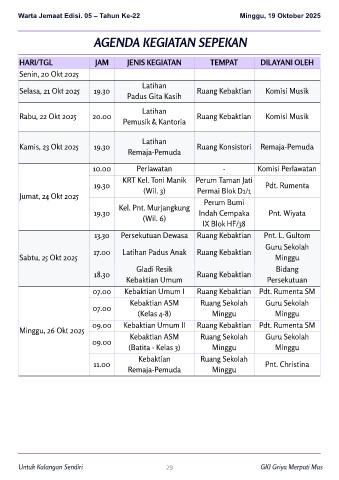 Warta Jemaat Edisi. 05 – Tahun Ke-22 Minggu, 19 Oktober 2025
AGENDA KEGIATAN SEPEKAN
HARI/TGL JAM JENIS KEGIATAN TEMPAT DILAYANI OLEH
Senin, 20 Okt 2025
Selasa, 21 Okt 2025 19.30 Latihan Padus Gita Kasih Ruang Kebaktian Komisi Musik
Rabu, 22 Okt 2025 20.00 Latihan Pemusik & Kantoria Ruang Kebaktian Komisi Musik
Kamis, 23 Okt 2025 19.30 Latihan Remaja-Pemuda Ruang Konsistori Remaja-Pemuda
Jumat, 24 Okt 2025 10.00 Perlawatan - Komisi Perlawatan
19.30 KRT Kel. Toni Manik (Wil. 3) Perum Taman Jati Permai Blok D1/1 Pdt. Rumenta
19.30 Kel. Pnt. Murjangkung (Wil. 6) Perum Bumi Indah Cempaka IX Blok HF/38 Pnt. Wiyata
Sabtu, 25 Okt 2025 13.30 Persekutuan Dewasa Ruang Kebaktian Pnt. L. Gultom
17.00 Latihan Padus Anak Ruang Kebaktian Guru Sekolah Minggu
18.30 Gladi Resik Kebaktian Umum Ruang Kebaktian Bidang Persekutuan
Minggu, 26 Okt 2025 07.00 Kebaktian Umum I Ruang Kebaktian Pdt. Rumenta SM
07.00 Kebaktian ASM (Kelas 4-8) Ruang Sekolah Minggu Guru Sekolah Minggu
09.00 Kebaktian Umum II Ruang Kebaktian Pdt. Rumenta SM
09.00 Kebaktian ASM (Batita - Kelas 3) Ruang Sekolah Minggu Guru Sekolah Minggu
11.00 Kebaktian Remaja-Pemuda Ruang Sekolah Minggu Pnt. Christina
Untuk Kalangan Sendiri 29 GKI Griya Merpati Mas